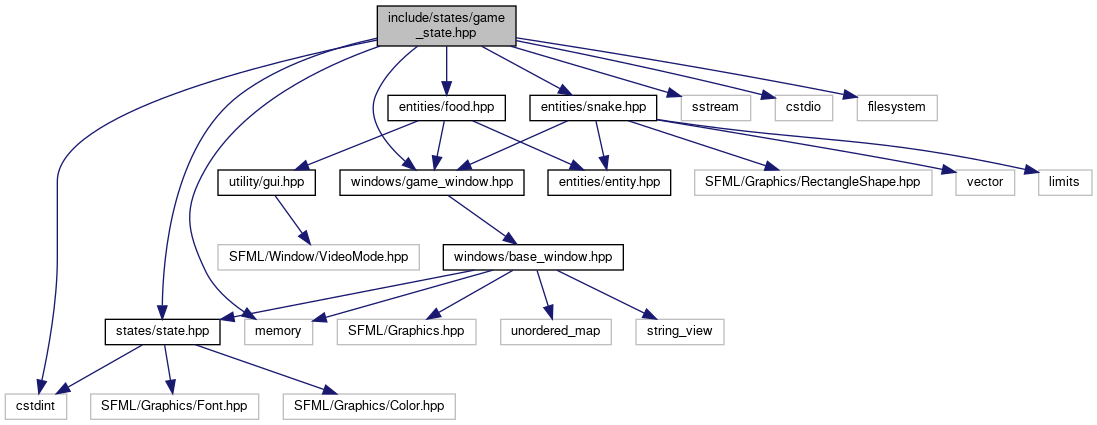 include/states/game
_state.hpp
entities/food.hpp
entities/snake.hpp
sstream
cstdio
filesystem
utility/gui.hpp
windows/game_window.hpp
entities/entity.hpp
SFML/Graphics/RectangleShape.hpp
vector
limits
SFML/Window/VideoMode.hpp
windows/base_window.hpp
states/state.hpp
memory
SFML/Graphics.hpp
unordered_map
string_view
cstdint
SFML/Graphics/Font.hpp
SFML/Graphics/Color.hpp